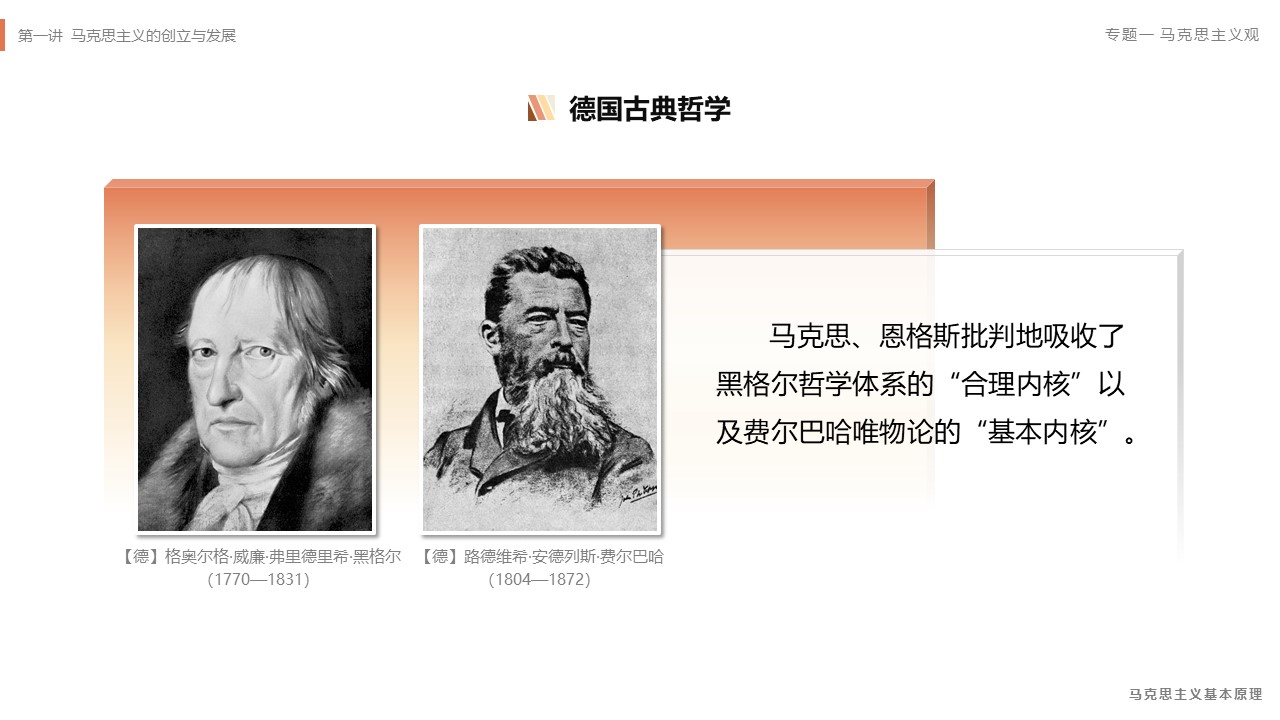 第一讲 马克思主义的创立与发展
专题一 马克思主义观
德国古典哲学
马克思、恩格斯批判地吸收了
黑格尔哲学体系的“合理内核”以
及费尔巴哈唯物论的“基本内核”。
【德】格奥尔格·威廉·弗里德里希·黑格尔
（1770—1831）
【德】路德维希·安德列斯·费尔巴哈
（1804—1872）
马克思主义基本原理